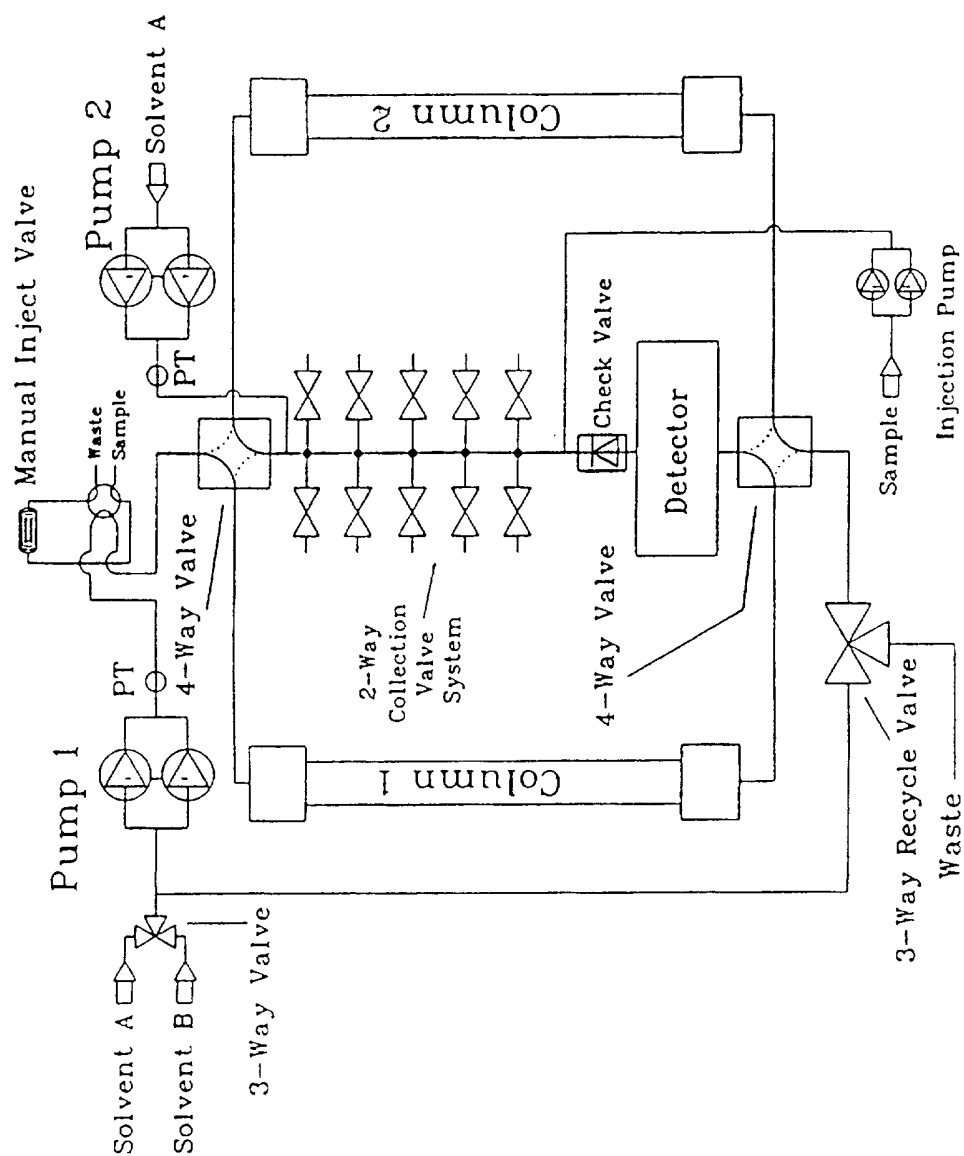 Manual Inject Valve
Waste
Sample
Pump 2
Solvent A
PT
Pump 1
PT
Solvent A
Solvent B
3-Way Valve
4-Way Valve
Column 1
Column 2
2-Way
Collection
Valve
System
Check Valve
Detector
4-Way Valve
3-Way Recycle Valve
Waste
Sample
Injection Pump